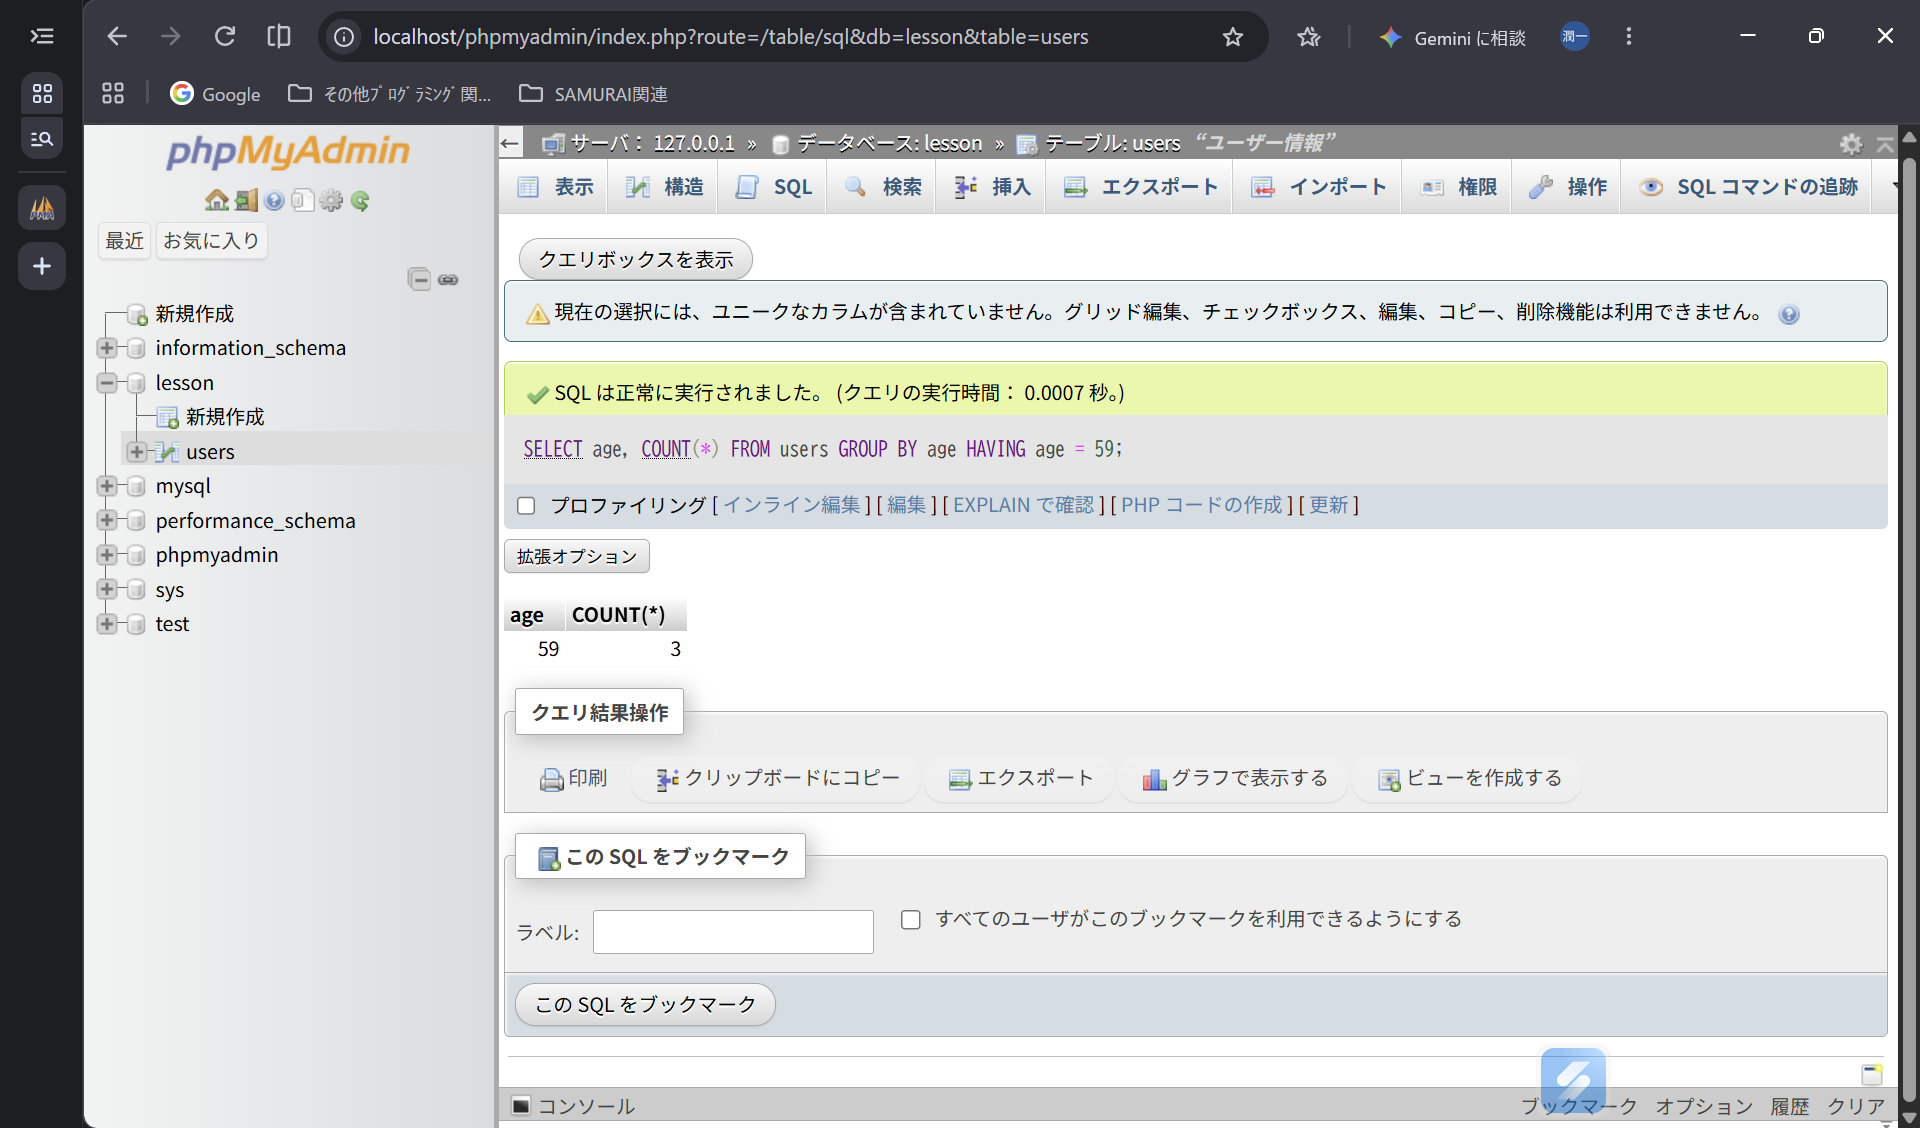 localhost/phpmyadmin/index.php?route=/table/sql&db=lesson&table=users
Gemini に相談
潤一
Google
その他ﾌﾟﾛｸﾞﾗﾐﾝｸﾞ関...
SAMURAI関連
phpMyAdmin
最近
お気に入り
新規作成
information_schema
lesson
新規作成
users
mysql
performance_schema
phpmyadmin
sys
test
サーバ： 127.0.0.1 » データベース: lesson » テーブル: users “ユーザー情報”
表示 構造 SQL 検索 挿入 エクスポート インポート 権限 操作 SQL コマンドの追跡
クエリボックスを表示
現在の選択には、ユニークなカラムが含まれていません。グリッド編集、チェックボックス、編集、コピー、削除機能は利用できません。
SQL は正常に実行されました。 (クエリの実行時間： 0.0007 秒。)
SELECT age, COUNT(*) FROM users GROUP BY age HAVING age = 59;
プロファイリング [ インライン編集 ] [ 編集 ] [ EXPLAIN で確認 ] [ PHP コードの作成 ] [ 更新 ]
拡張オプション
age COUNT(*)
59 3
クエリ結果操作
印刷 クリップボードにコピー エクスポート グラフで表示する ビューを作成する
この SQL をブックマーク
ラベル:
すべてのユーザがこのブックマークを利用できるようにする
この SQL をブックマーク
コンソール
ブックマーク オプション 履歴 クリア